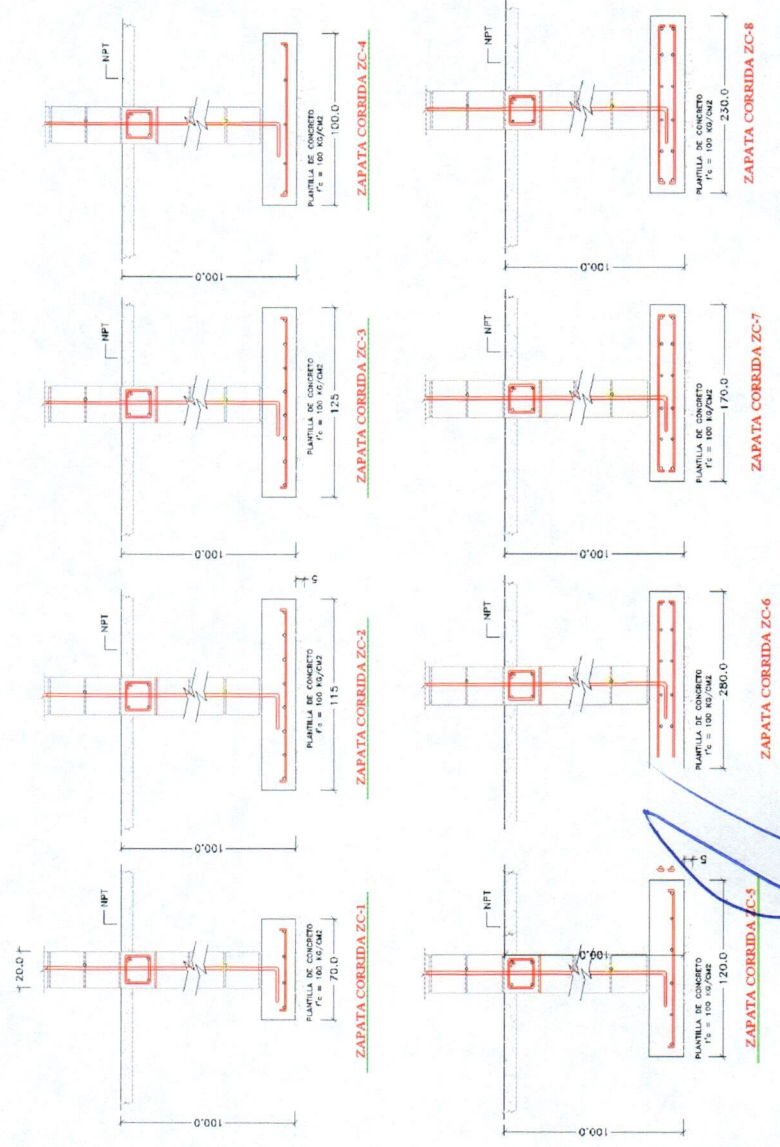 20.0
NPT
100.0
PLANTILLA DE CONCRETO
f'c = 100 KG/CM2
70.0
ZAPATA CORRIDA ZC-1
NPT
100.0
5
PLANTILLA DE CONCRETO
f'c = 100 KG/CM2
115
ZAPATA CORRIDA ZC-2
NPT
100.0
PLANTILLA DE CONCRETO
f'c = 100 KG/CM2
125
ZAPATA CORRIDA ZC-3
NPT
100.0
PLANTILLA DE CONCRETO
f'c = 100 KG/CM2
100.0
ZAPATA CORRIDA ZC-4
NPT
100.0
100.0
5
PLANTILLA DE CONCRETO
f'c = 100 KG/CM2
120.0
ZAPATA CORRIDA ZC-5
NPT
PLANTILLA DE CONCRETO
f'c = 100 KG/CM2
280.0
ZAPATA CORRIDA ZC-6
NPT
100.0
PLANTILLA DE CONCRETO
f'c = 100 KG/CM2
170.0
ZAPATA CORRIDA ZC-7
NPT
100.0
PLANTILLA DE CONCRETO
f'c = 100 KG/CM2
230.0
ZAPATA CORRIDA ZC-8